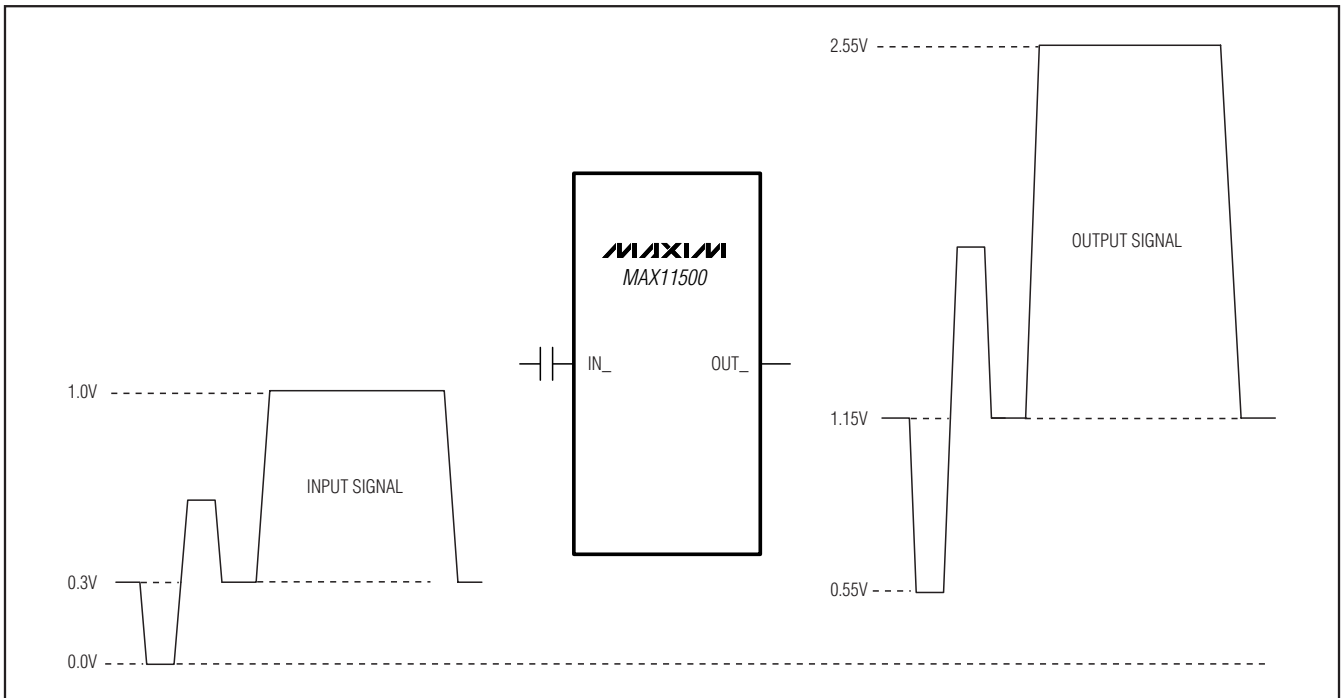 2.55V
MAXIM
MAX11500
OUTPUT SIGNAL
IN_
OUT_
1.0V
1.15V
INPUT SIGNAL
0.3V
0.55V
0.0V